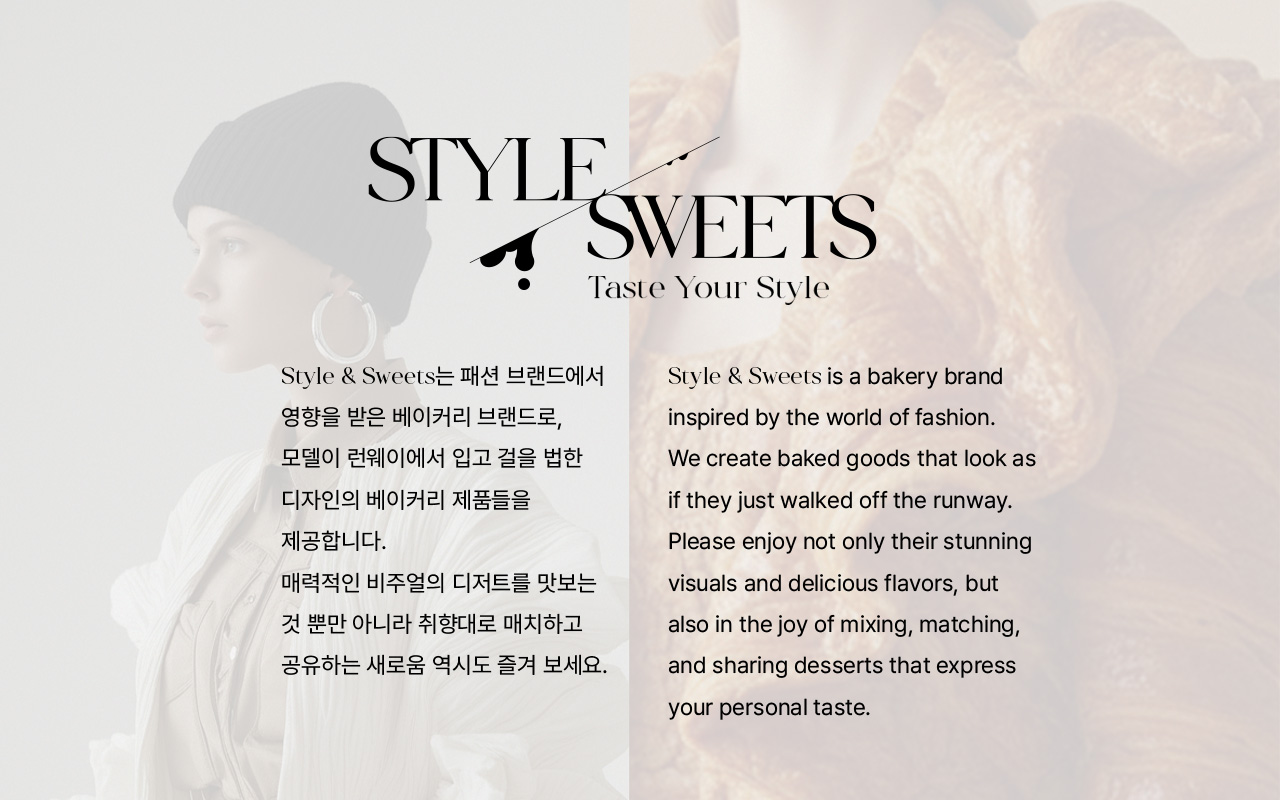 STYLE
SWEETS
Taste Your Style
Style & Sweets는 패션 브랜드에서
영향을 받은 베이커리 브랜드로,
모델이 런웨이에서 입고 걸을 법한
디자인의 베이커리 제품들을
제공합니다.
매력적인 비주얼의 디저트를 맛보는
것 뿐만 아니라 취향대로 매치하고
공유하는 새로움 역시도 즐겨 보세요.
Style & Sweets is a bakery brand
inspired by the world of fashion.
We create baked goods that look as
if they just walked off the runway.
Please enjoy not only their stunning
visuals and delicious flavors, but
also in the joy of mixing, matching,
and sharing desserts that express
your personal taste.